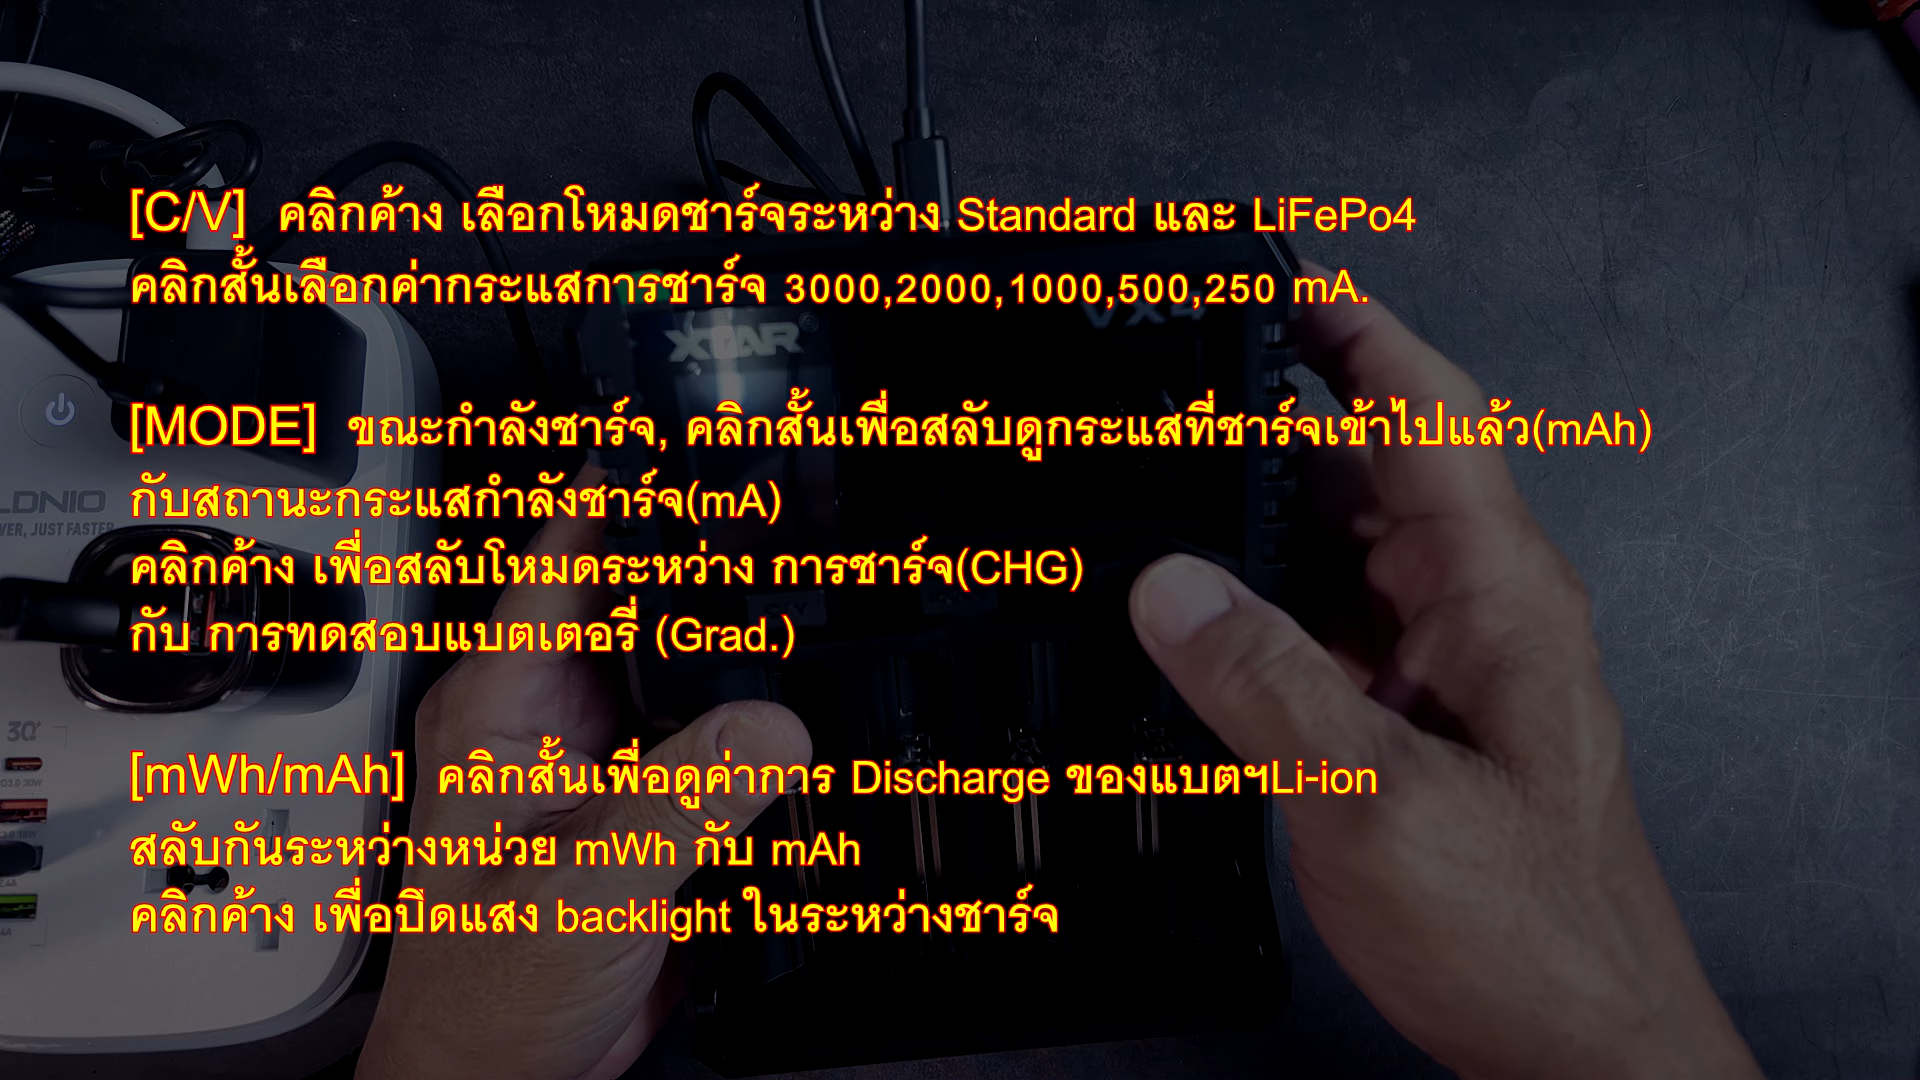 [C/V] คลิกค้าง เลือกโหมดชาร์จระหว่าง Standard และ LiFePo4
คลิกสั้นเลือกค่ากระแสการชาร์จ 3000,2000,1000,500,250 mA.
XTAR®
VX4
[MODE] ขณะกำลังชาร์จ, คลิกสั้นเพื่อสลับดูกระแสที่ชาร์จเข้าไปแล้ว(mAh)
กับสถานะกระแสกำลังชาร์จ(mA)
LDNIO
WER, JUST FASTER
คลิกค้าง เพื่อสลับโหมดระหว่าง การชาร์จ(CHG)
กับ การทดสอบแบตเตอรี่ (Grad.)
[mWh/mAh] คลิกสั้นเพื่อดูค่าการ Discharge ของแบตฯLi-ion
สลับกันระหว่างหน่วย mWh กับ mAh
คลิกค้าง เพื่อปิดแสง backlight ในระหว่างชาร์จ